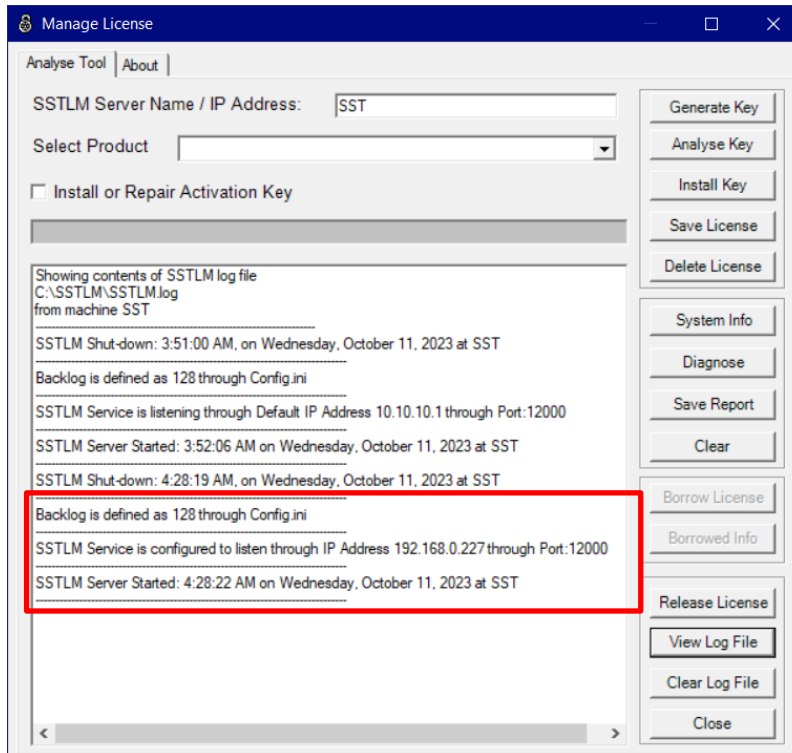 Manage License
Analyse Tool
About
SSTLM Server Name / IP Address:
SST
Select Product
Install or Repair Activation Key
Showing contents of SSTLM log file
C:\SSTLM\SSTLM.log
from machine SST
SSTLM Shut-down: 3:51:00 AM, on Wednesday, October 11, 2023 at SST
Backlog is defined as 128 through Config.ini
SSTLM Service is listening through Default IP Address 10.10.10.1 through Port:12000
SSTLM Server Started: 3:52:06 AM on Wednesday, October 11, 2023 at SST
SSTLM Shut-down: 4:28:19 AM, on Wednesday, October 11, 2023 at SST
Backlog is defined as 128 through Config.ini
SSTLM Service is configured to listen through IP Address 192.168.0.227 through Port:12000
SSTLM Server Started: 4:28:22 AM on Wednesday, October 11, 2023 at SST
Generate Key
Analyse Key
Install Key
Save License
Delete License
System Info
Diagnose
Save Report
Clear
Borrow License
Borrowed Info
Release License
View Log File
Clear Log File
Close